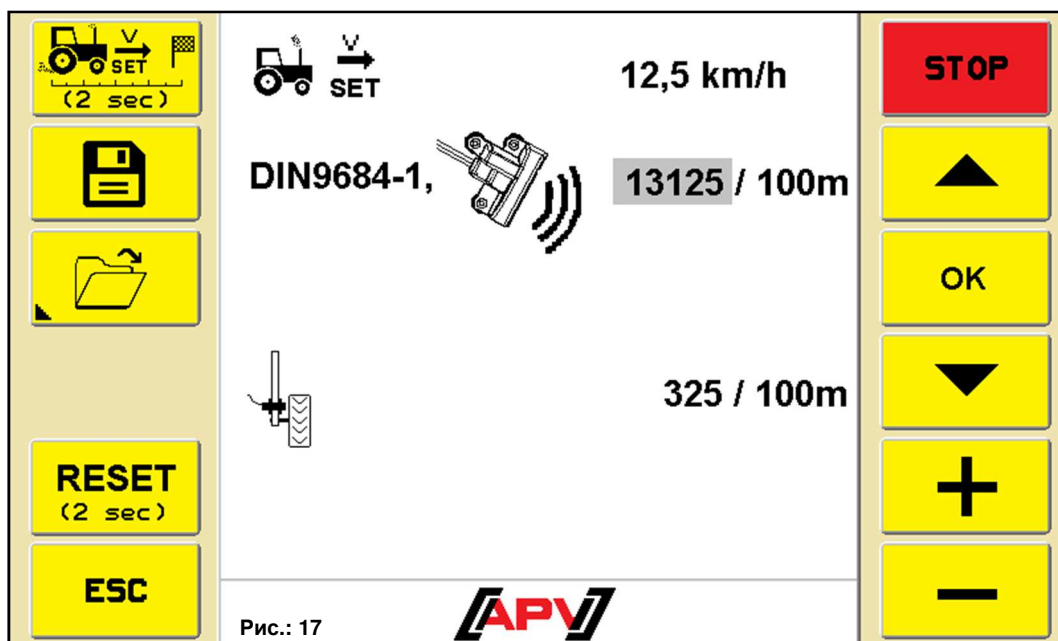 V
SET
(2 sec)
RESET
(2 sec)
ESC
V
SET
12,5 km/h
DIN9684-1,
13125 / 100m
325 / 100m
Рис.: 17
APV
STOP
OK
+
−